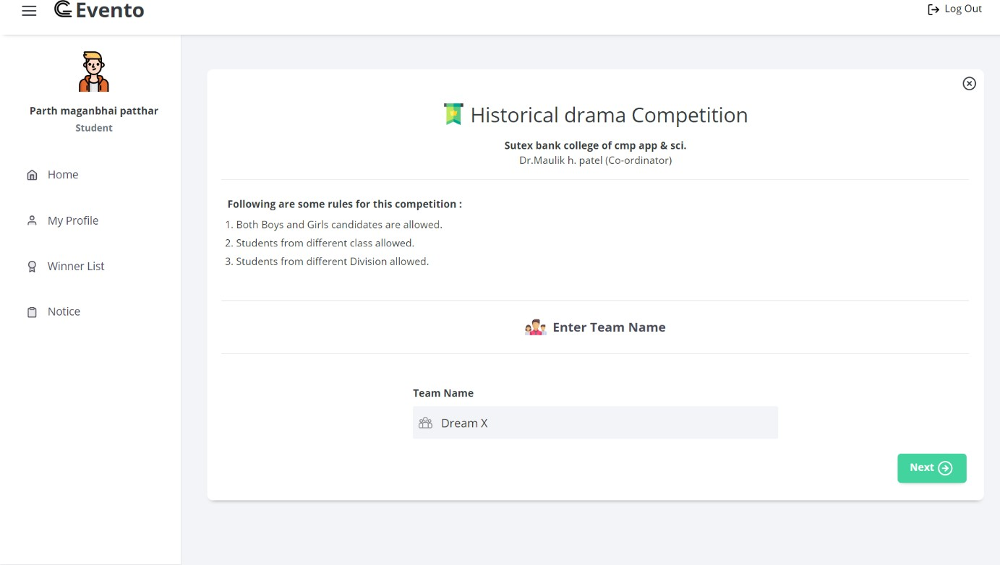 Evento
Log Out
Parth maganbhai patthar
Student
Home
My Profile
Winner List
Notice
Historical drama Competition
Sutex bank college of cmp app & sci.
Dr.Maulik h. patel (Co-ordinator)
Following are some rules for this competition :
1. Both Boys and Girls candidates are allowed.
2. Students from different class allowed.
3. Students from different Division allowed.
Enter Team Name
Team Name
Dream X
Next